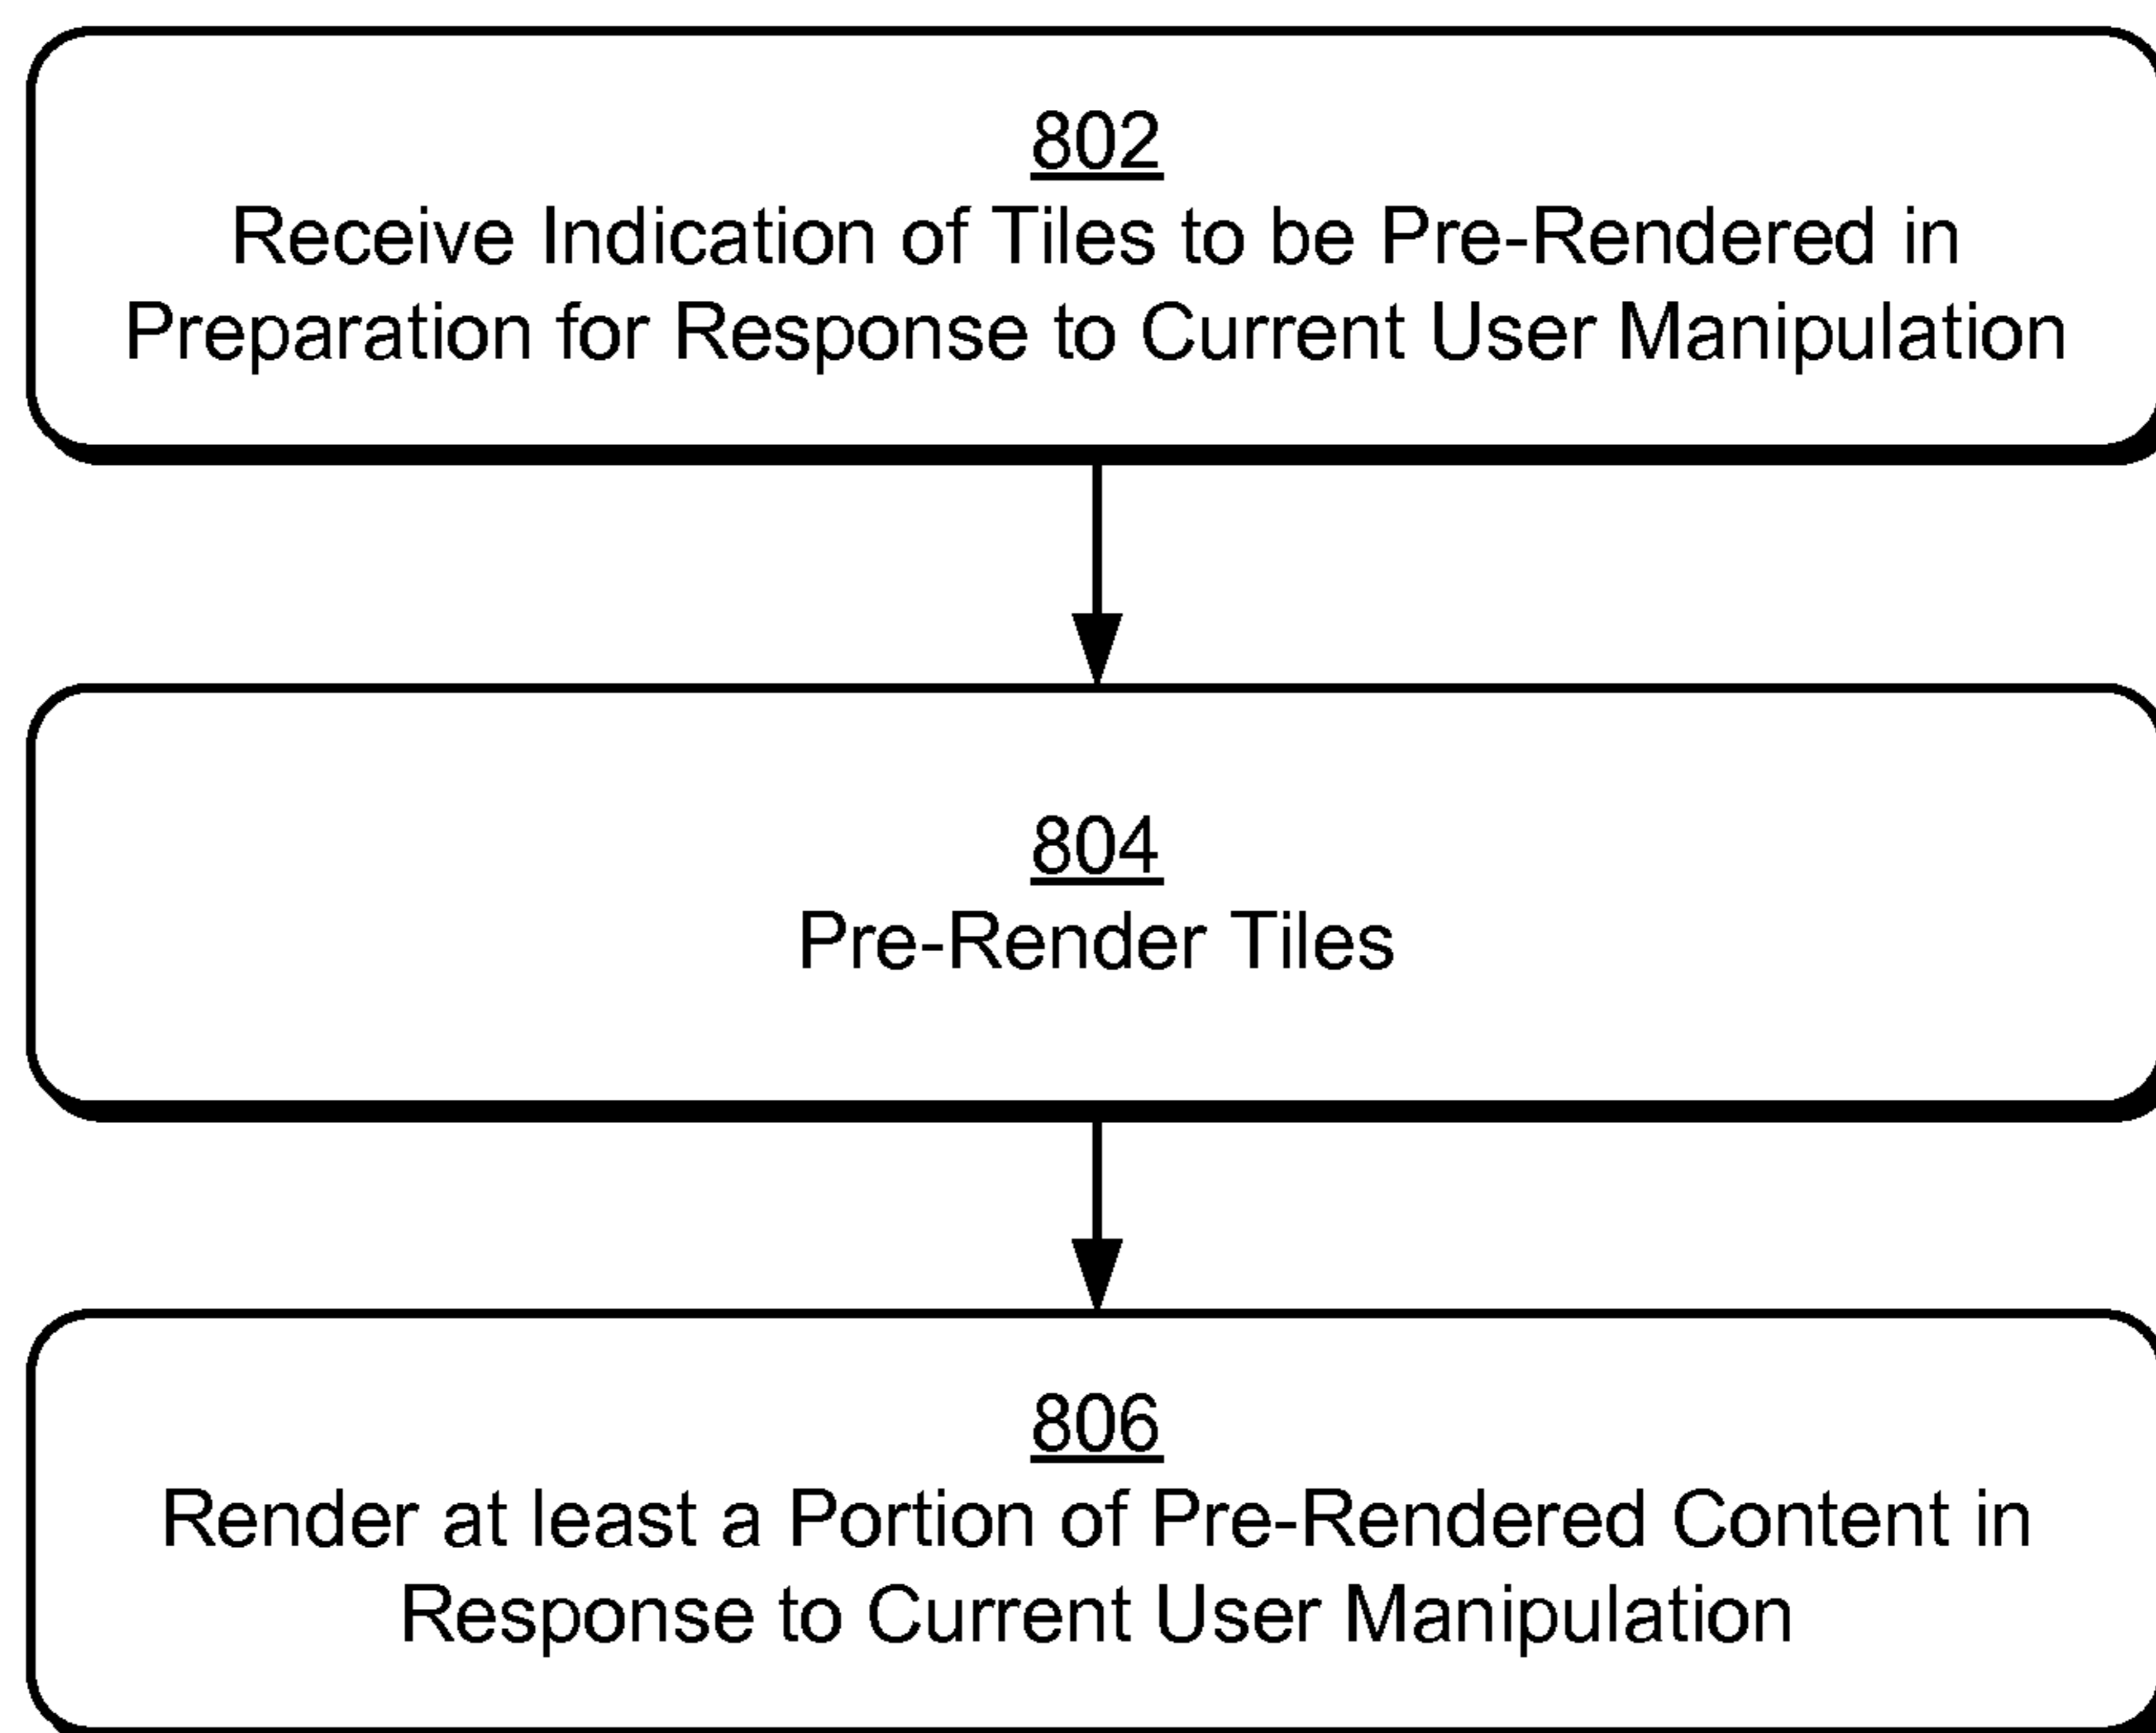 802
Receive Indication of Tiles to be Pre-Rendered in
Preparation for Response to Current User Manipulation
804
Pre-Render Tiles
806
Render at least a Portion of Pre-Rendered Content in
Response to Current User Manipulation